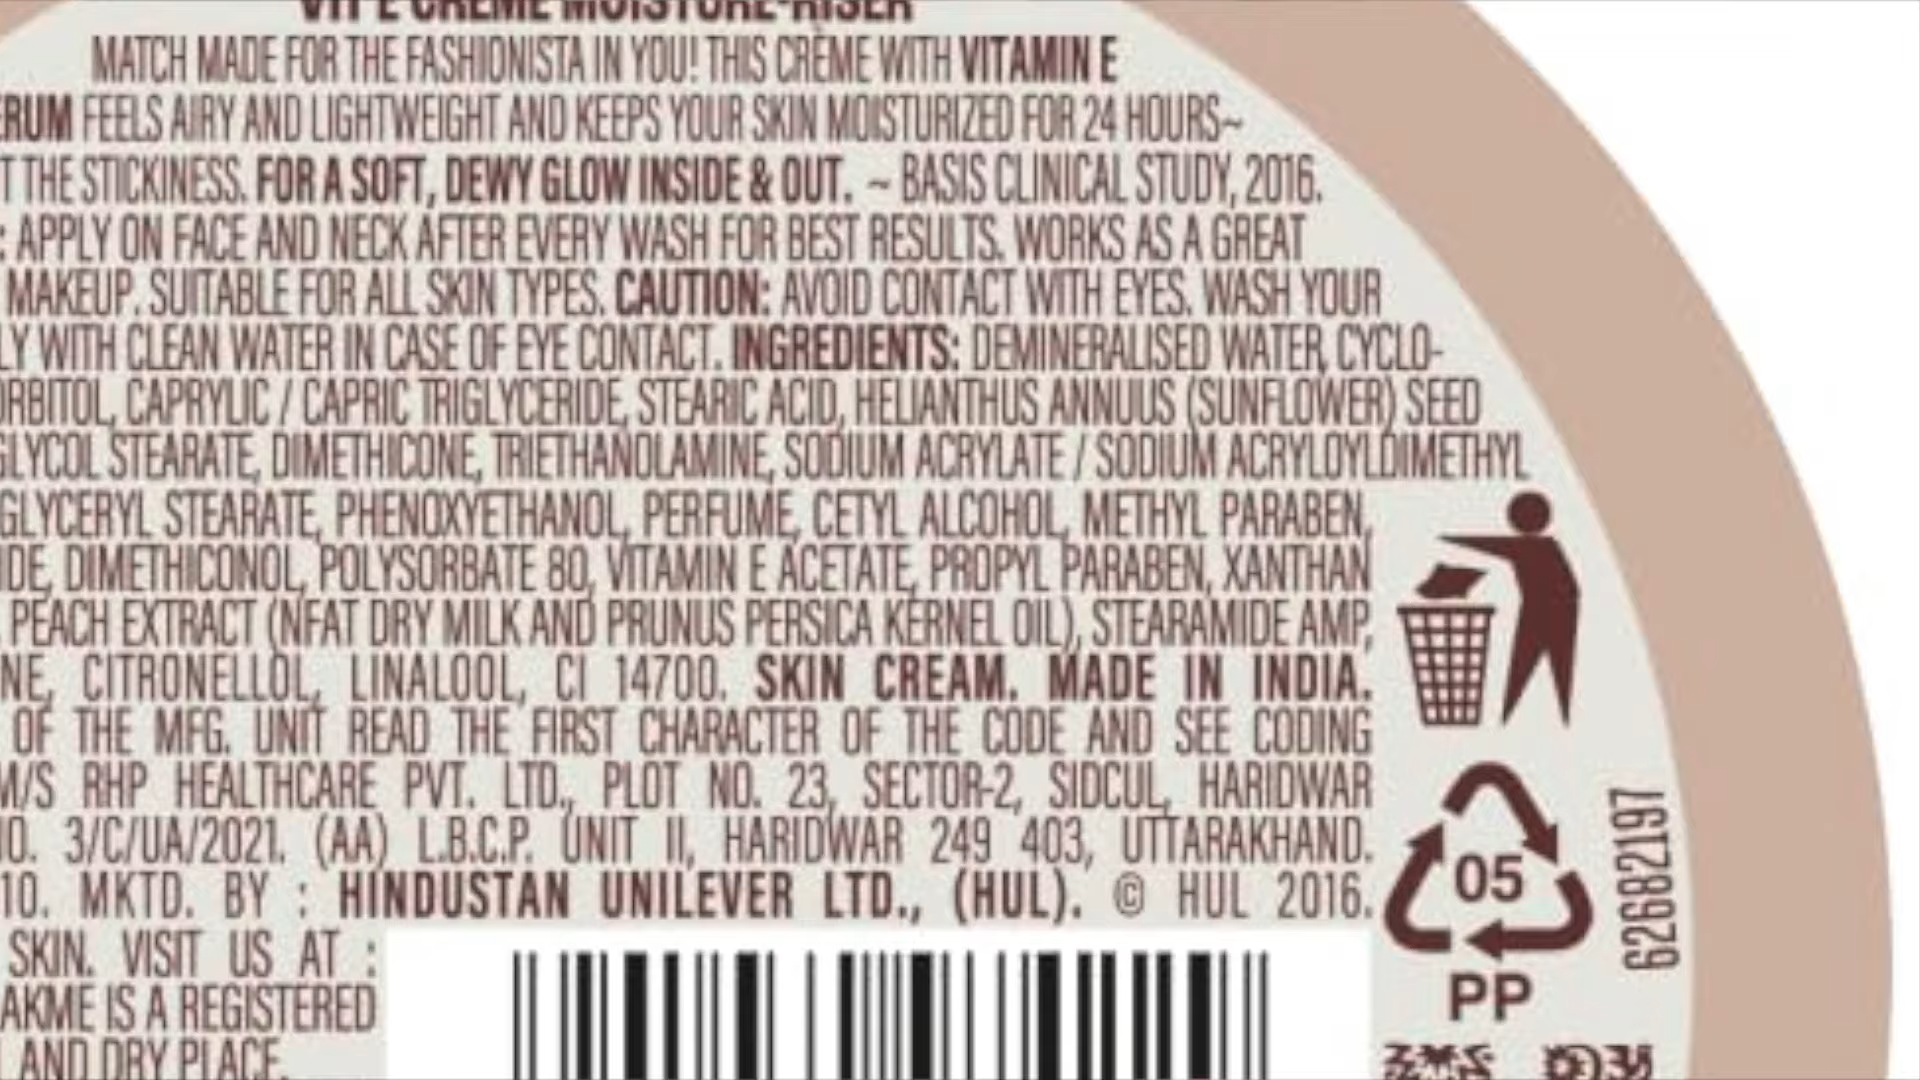 VIT E CRÈME MOISTURE-RISER
MATCH MADE FOR THE FASHIONISTA IN YOU! THIS CRÈME WITH VITAMIN E
ERUM FEELS AIRY AND LIGHTWEIGHT AND KEEPS YOUR SKIN MOISTURIZED FOR 24 HOURS~
T THE STICKINESS. FOR A SOFT, DEWY GLOW INSIDE & OUT. ~ BASIS CLINICAL STUDY, 2016.
: APPLY ON FACE AND NECK AFTER EVERY WASH FOR BEST RESULTS. WORKS AS A GREAT
MAKEUP. SUITABLE FOR ALL SKIN TYPES. CAUTION: AVOID CONTACT WITH EYES. WASH YOUR
LY WITH CLEAN WATER IN CASE OF EYE CONTACT. INGREDIENTS: DEMINERALISED WATER, CYCLO-
ORBITOL, CAPRYLIC / CAPRIC TRIGLYCERIDE, STEARIC ACID, HELIANTHUS ANNUUS (SUNFLOWER) SEED
GLYCOL STEARATE, DIMETHICONE, TRIETHANOLAMINE, SODIUM ACRYLATE / SODIUM ACRYLOYLDIMETHYL
GLYCERYL STEARATE, PHENOXYETHANOL, PERFUME, CETYL ALCOHOL, METHYL PARABEN,
IDE, DIMETHICONOL, POLYSORBATE 80, VITAMIN E ACETATE, PROPYL PARABEN, XANTHAN
PEACH EXTRACT (NFAT DRY MILK AND PRUNUS PERSICA KERNEL OIL), STEARAMIDE AMP,
NE, CITRONELLOL, LINALOOL, CI 14700. SKIN CREAM. MADE IN INDIA.
OF THE MFG. UNIT READ THE FIRST CHARACTER OF THE CODE AND SEE CODING
M/S RHP HEALTHCARE PVT. LTD., PLOT NO. 23, SECTOR-2, SIDCUL, HARIDWAR
NO. 3/C/UA/2021. (AA) L.B.C.P. UNIT II, HARIDWAR 249 403, UTTARAKHAND.
10. MKTD. BY : HINDUSTAN UNILEVER LTD., (HUL). © HUL 2016.
SKIN. VISIT US AT :
AKME IS A REGISTERED
AND DRY PLACE.
05
PP
62682197